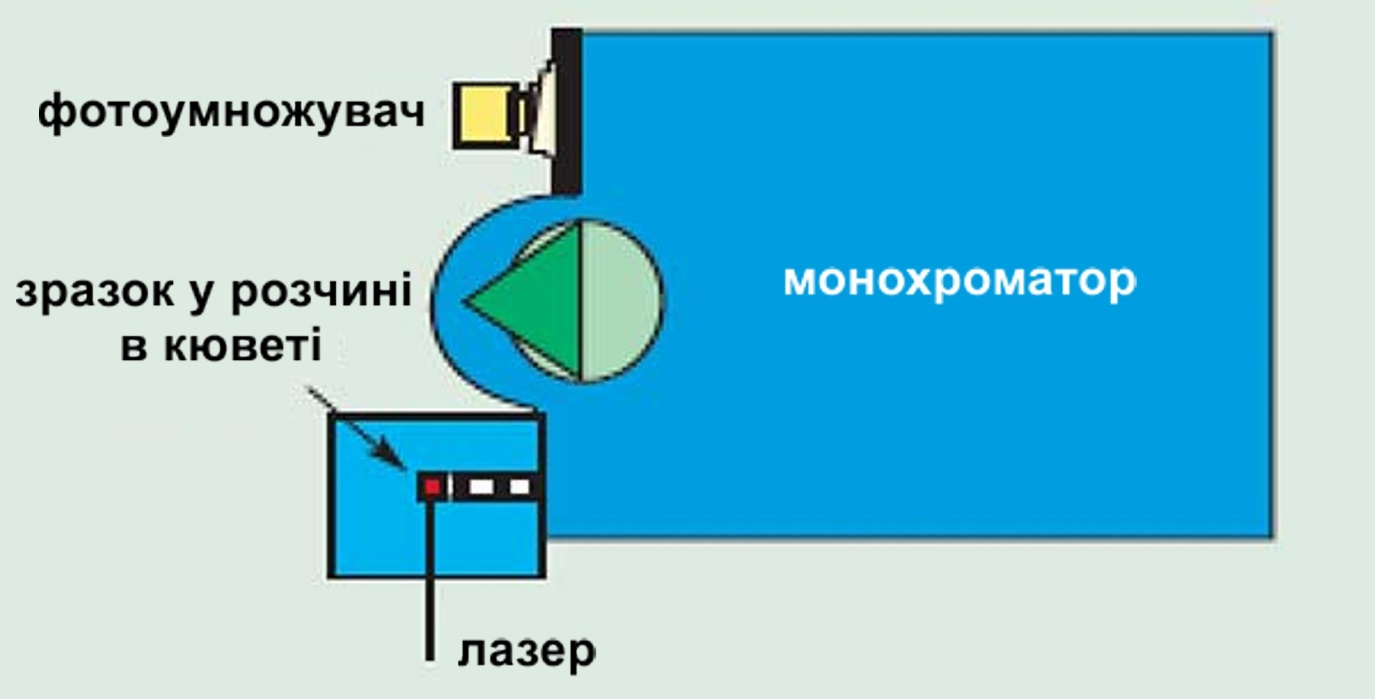 фотоумножувач
монохроматор
зразок у розчині
в кюветі
лазер